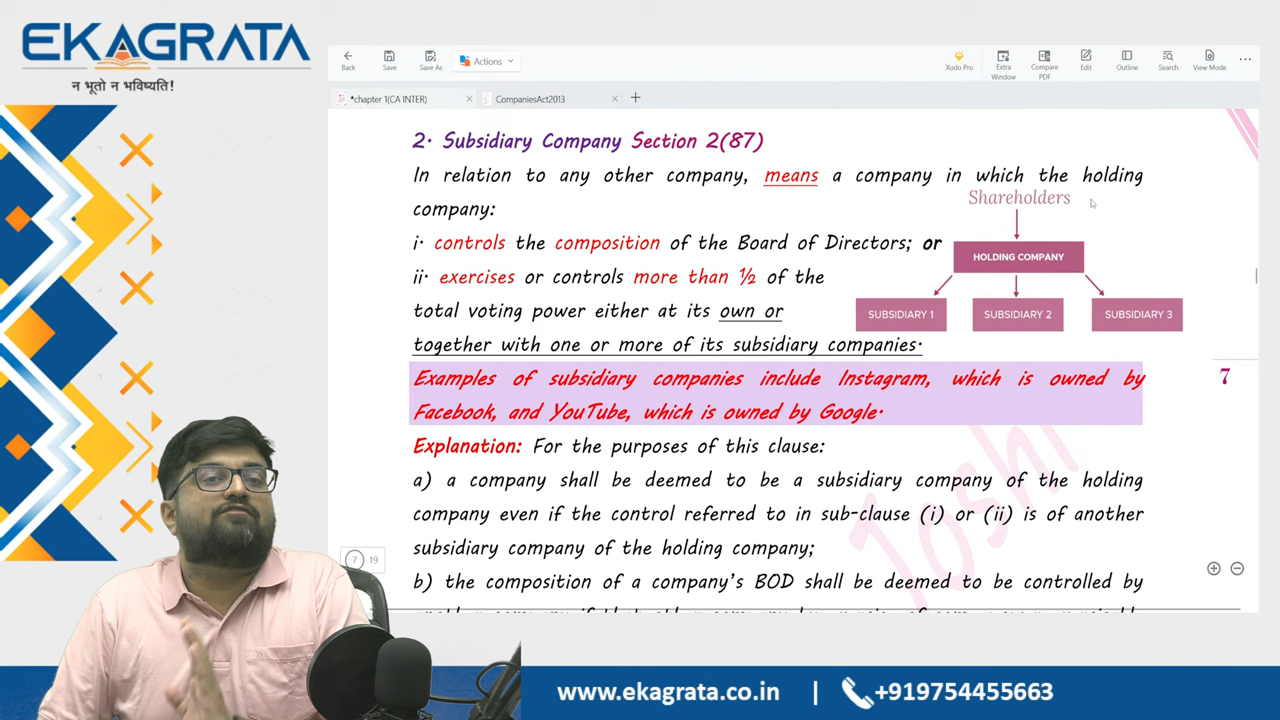 EKAGRATA
न भूतो न भविष्यति!
Back
Save
Save As
Actions
Xodo Pro
Extra Window
Compare PDF
Edit
Outline
Search
View Mode
*chapter 1(CA INTER)
CompaniesAct2013
2. Subsidiary Company Section 2(87)
In relation to any other company, means a company in which the holding
company:
Shareholders
i. controls the composition of the Board of Directors; or
HOLDING COMPANY
ii. exercises or controls more than ½ of the
total voting power either at its own or
SUBSIDIARY 1
SUBSIDIARY 2
SUBSIDIARY 3
together with one or more of its subsidiary companies.
Examples of subsidiary companies include Instagram, which is owned by
Facebook, and YouTube, which is owned by Google.
7
Explanation: For the purposes of this clause:
a) a company shall be deemed to be a subsidiary company of the holding
company even if the control referred to in sub-clause (i) or (ii) is of another
subsidiary company of the holding company;
7 19
b) the composition of a company's BOD shall be deemed to be controlled by
Joshi
www.ekagrata.co.in | +919754455663